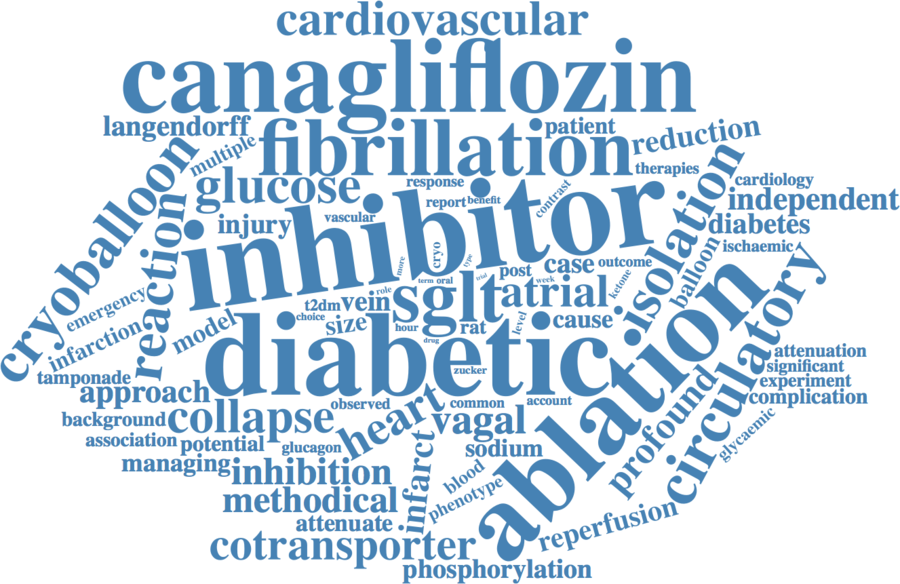 cardiovascular
canagliflozin
langendorff
fibrillation
patient
reduction
multiple
therapies
glucose
response
contrast
cardiology
cryoballoon
reaction
injury
vascular
report
benefit
inhibitor
isolation
independent
diabetes
ischaemic
balloon
more
cryo
type
trial
term
oral
post
case
outcome
week
ketone
role
emergency
t2dm
vein
sglt
atrial
choice
size
hour
rat
level
cause
drug
model
infarction
diabetic
zucker
ablation
circulatory
tamponade
approach
attenuation
significant
experiment
complication
background
collapse
observed
heart
common
account
vagal
profound
glycaemic
association
potential
glucagon
sodium
managing
inhibition
infarct
blood
phenotype
methodical
attenuate
reperfusion
cotransporter
phosphorylation